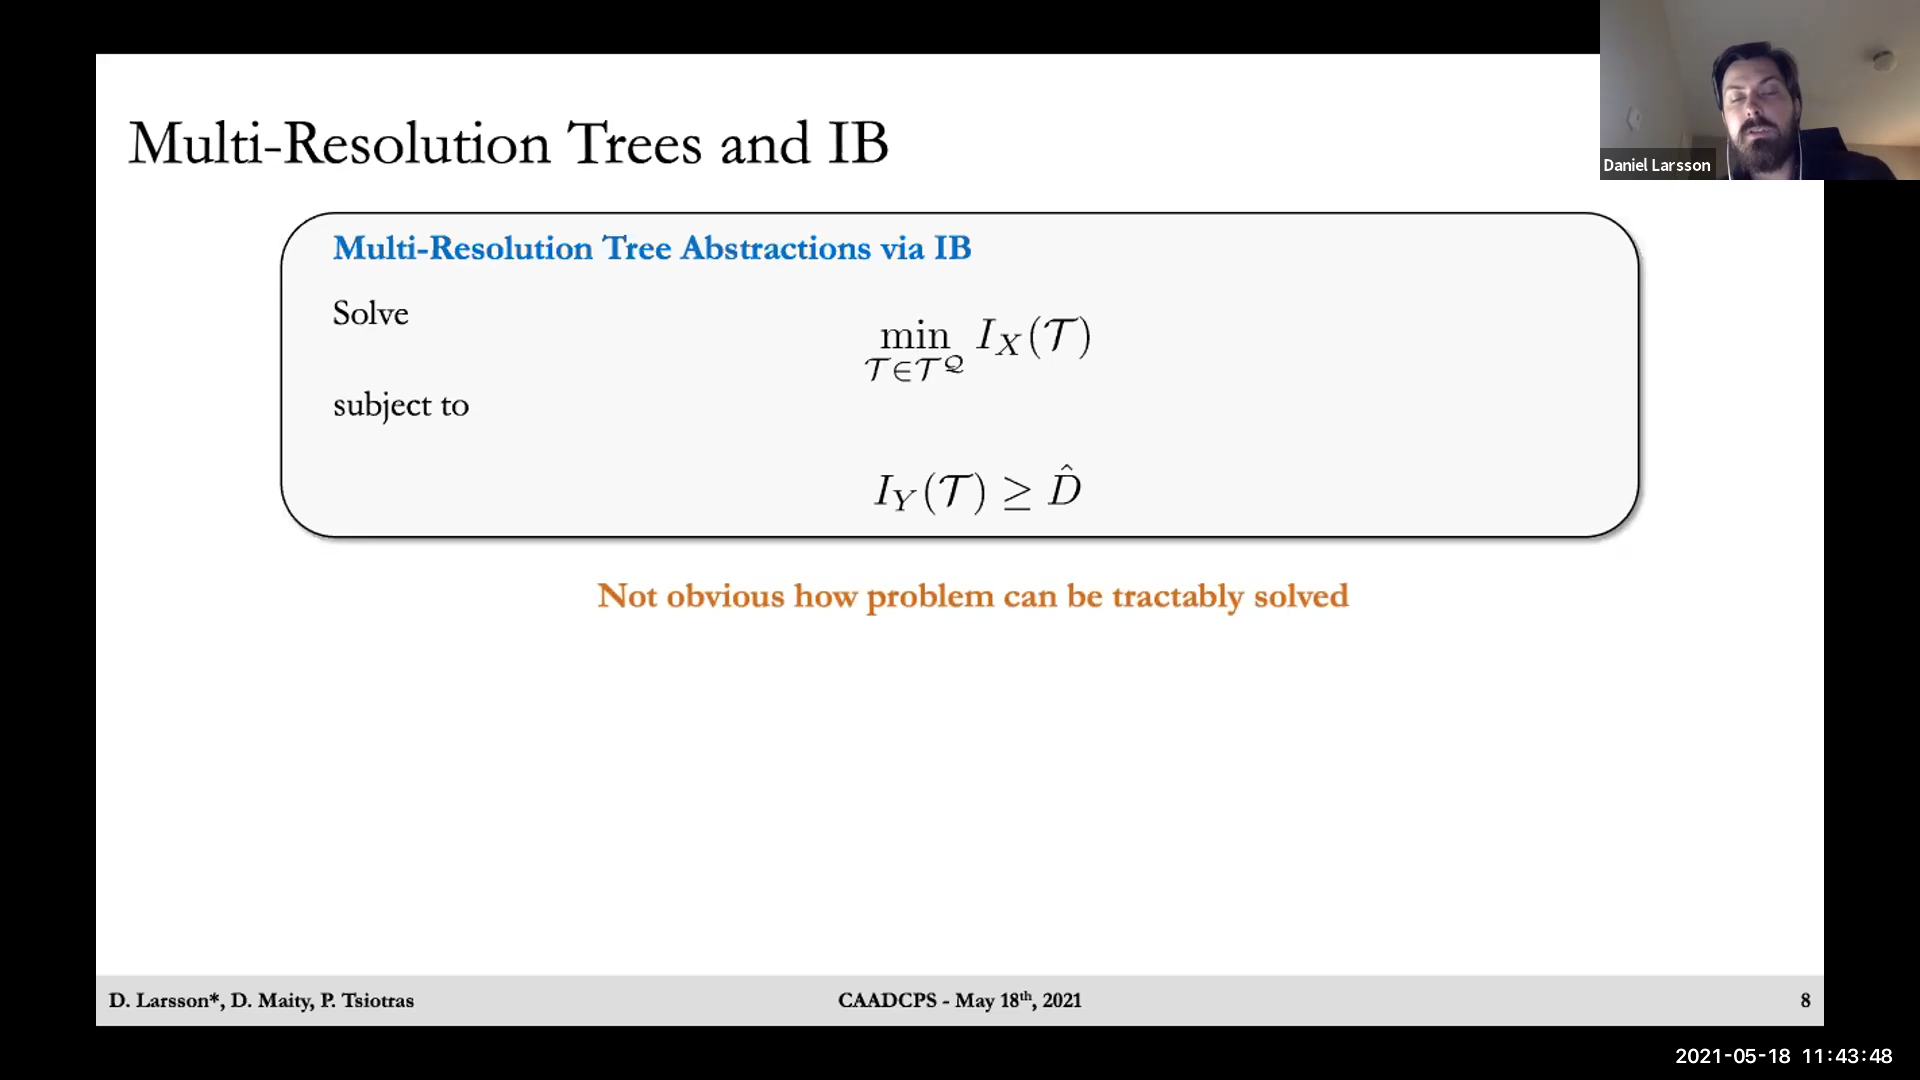 Multi-Resolution Trees and IB
Daniel Larsson
Multi-Resolution Tree Abstractions via IB
Solve
min I_X(𝒯)
𝒯∈𝒯^𝒬
subject to
I_Y(𝒯) ≥ D̂
Not obvious how problem can be tractably solved
D. Larsson*, D. Maity, P. Tsiotras
CAADCPS - May 18th, 2021
8
2021-05-18 11:43:48